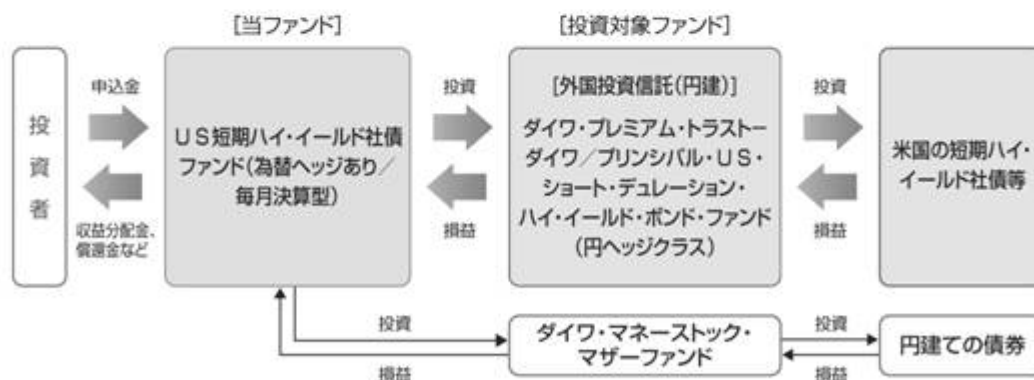 [当ファンド]
[投資対象ファンド]
投資者
申込金
収益分配金、
償還金など
US短期ハイ・イールド社債
ファンド(為替ヘッジあり/
毎月決算型)
投資
損益
[外国投資信託(円建)]
ダイワ・プレミアム・トラストー
ダイワ/プリンシパル・US・
ショート・デュレーション・
ハイ・イールド・ボンド・ファンド
(円ヘッジクラス)
投資
損益
米国の短期ハイ・
イールド社債等
投資
損益
ダイワ・マネーストック・
マザーファンド
投資
損益
円建ての債券